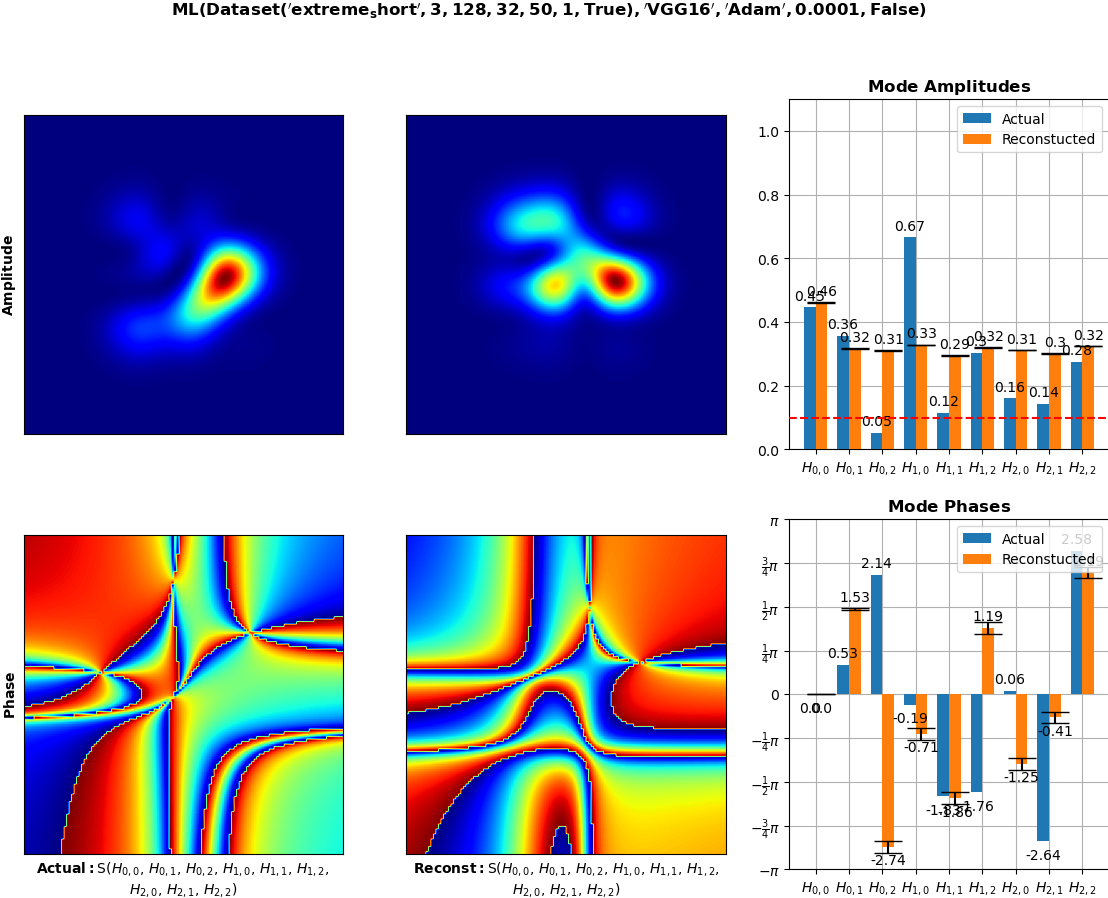 ML(Dataset('extreme_short', 3, 128, 32, 50, 1, True), 'VGG16', 'Adam', 0.0001, False)
Amplitude
Mode Amplitudes
Actual
Reconstucted
1.0
0.8
0.6
0.4
0.2
0.0
0.45
0.46
0.36
0.32
0.05
0.31
0.67
0.33
0.12
0.29
0.3
0.32
0.16
0.31
0.14
0.3
0.28
0.32
H0,0 H0,1 H0,2 H1,0 H1,1 H1,2 H2,0 H2,1 H2,2
Phase
Mode Phases
Actual
Reconstucted
π
3/4π
1/2π
1/4π
0
−1/4π
−1/2π
−3/4π
−π
0.0
0.53
1.53
2.14
-2.74
-0.19
-0.71
-1.86
-1.76
1.19
0.06
-1.25
-2.64
-0.41
2.58
H0,0 H0,1 H0,2 H1,0 H1,1 H1,2 H2,0 H2,1 H2,2
Actual: S(H0,0, H0,1, H0,2, H1,0, H1,1, H1,2,
H2,0, H2,1, H2,2)
Reconst: S(H0,0, H0,1, H0,2, H1,0, H1,1, H1,2,
H2,0, H2,1, H2,2)